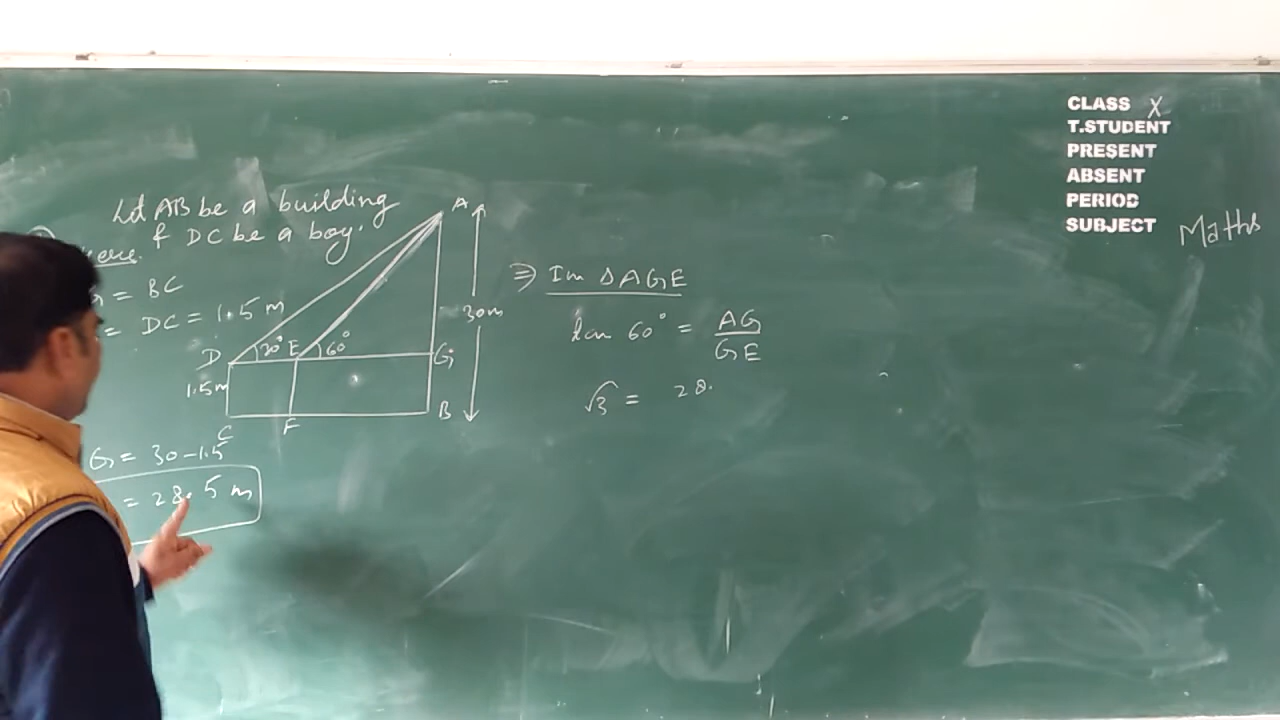 Let AB be a building
& DC be a boy.
= BC
= DC = 1.5 m
A
30m
D 30° E 60° G
1.5m
C F B
G = 30-1.5
= 28.5 m
⇒ In △AGE
tan 60° = AG/GE
√3 = 28.
CLASS X
T.STUDENT
PRESENT
ABSENT
PERIOD
SUBJECT Maths